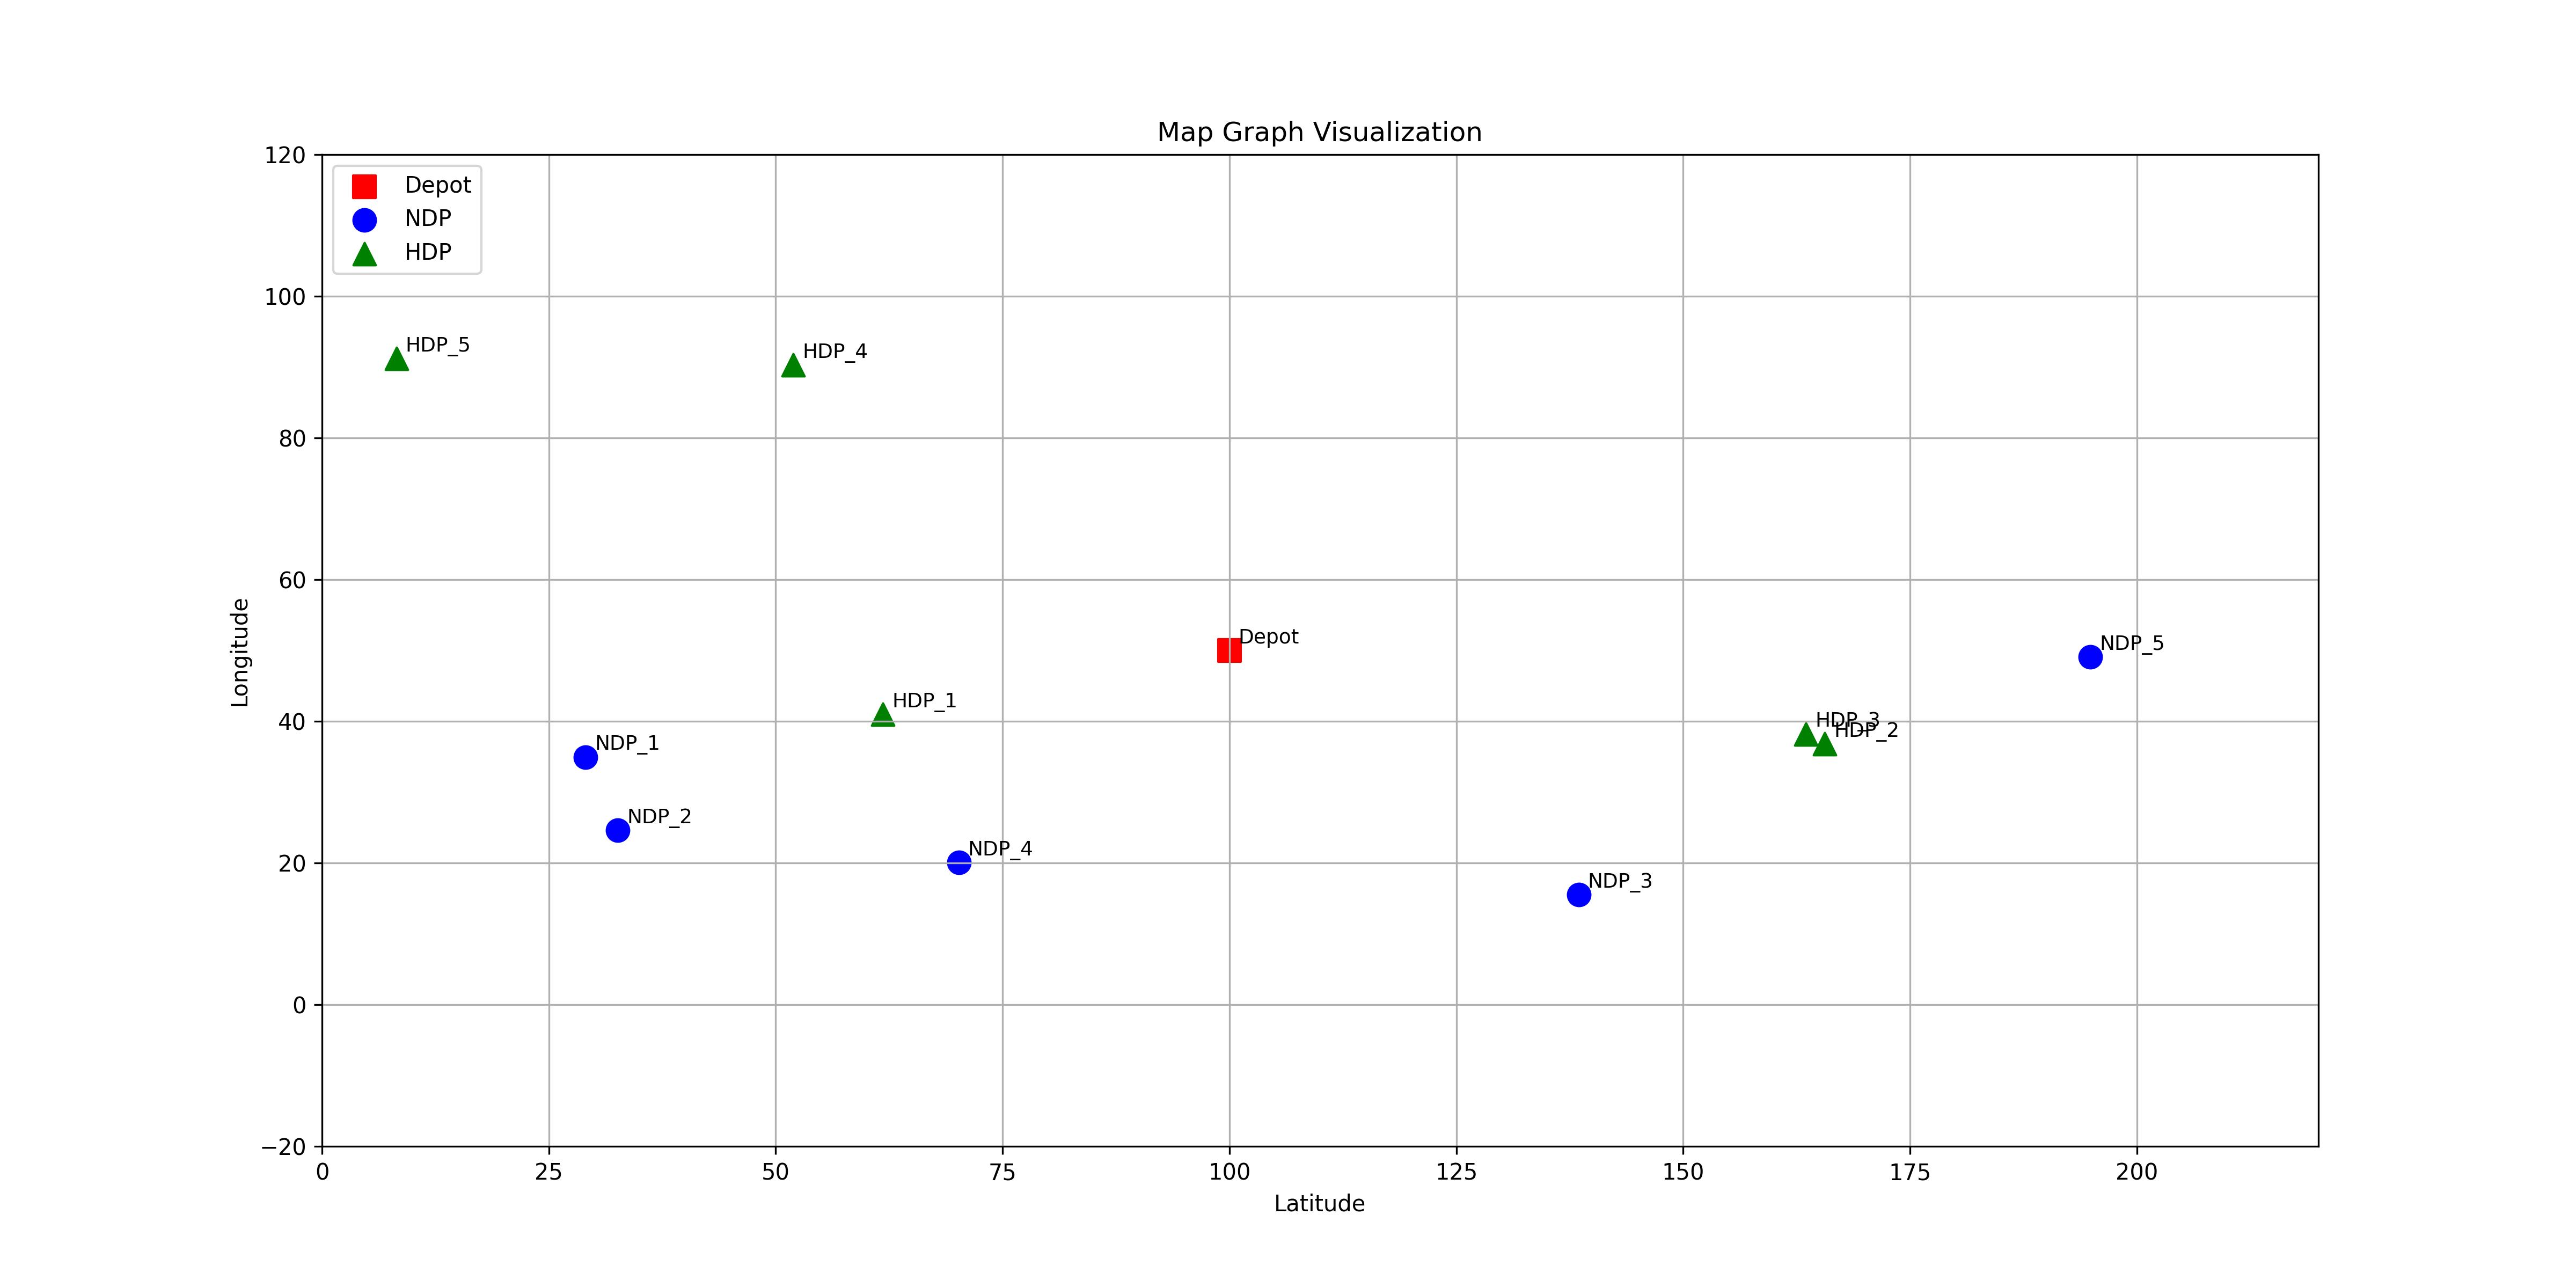 Map Graph Visualization
120
100
80
60
40
20
0
−20
Longitude
Depot
NDP
HDP
HDP_5
HDP_4
Depot
NDP_5
HDP_1
HDP_3
HDP_2
NDP_1
NDP_2
NDP_4
NDP_3
0 25 50 75 100 125 150 175 200
Latitude